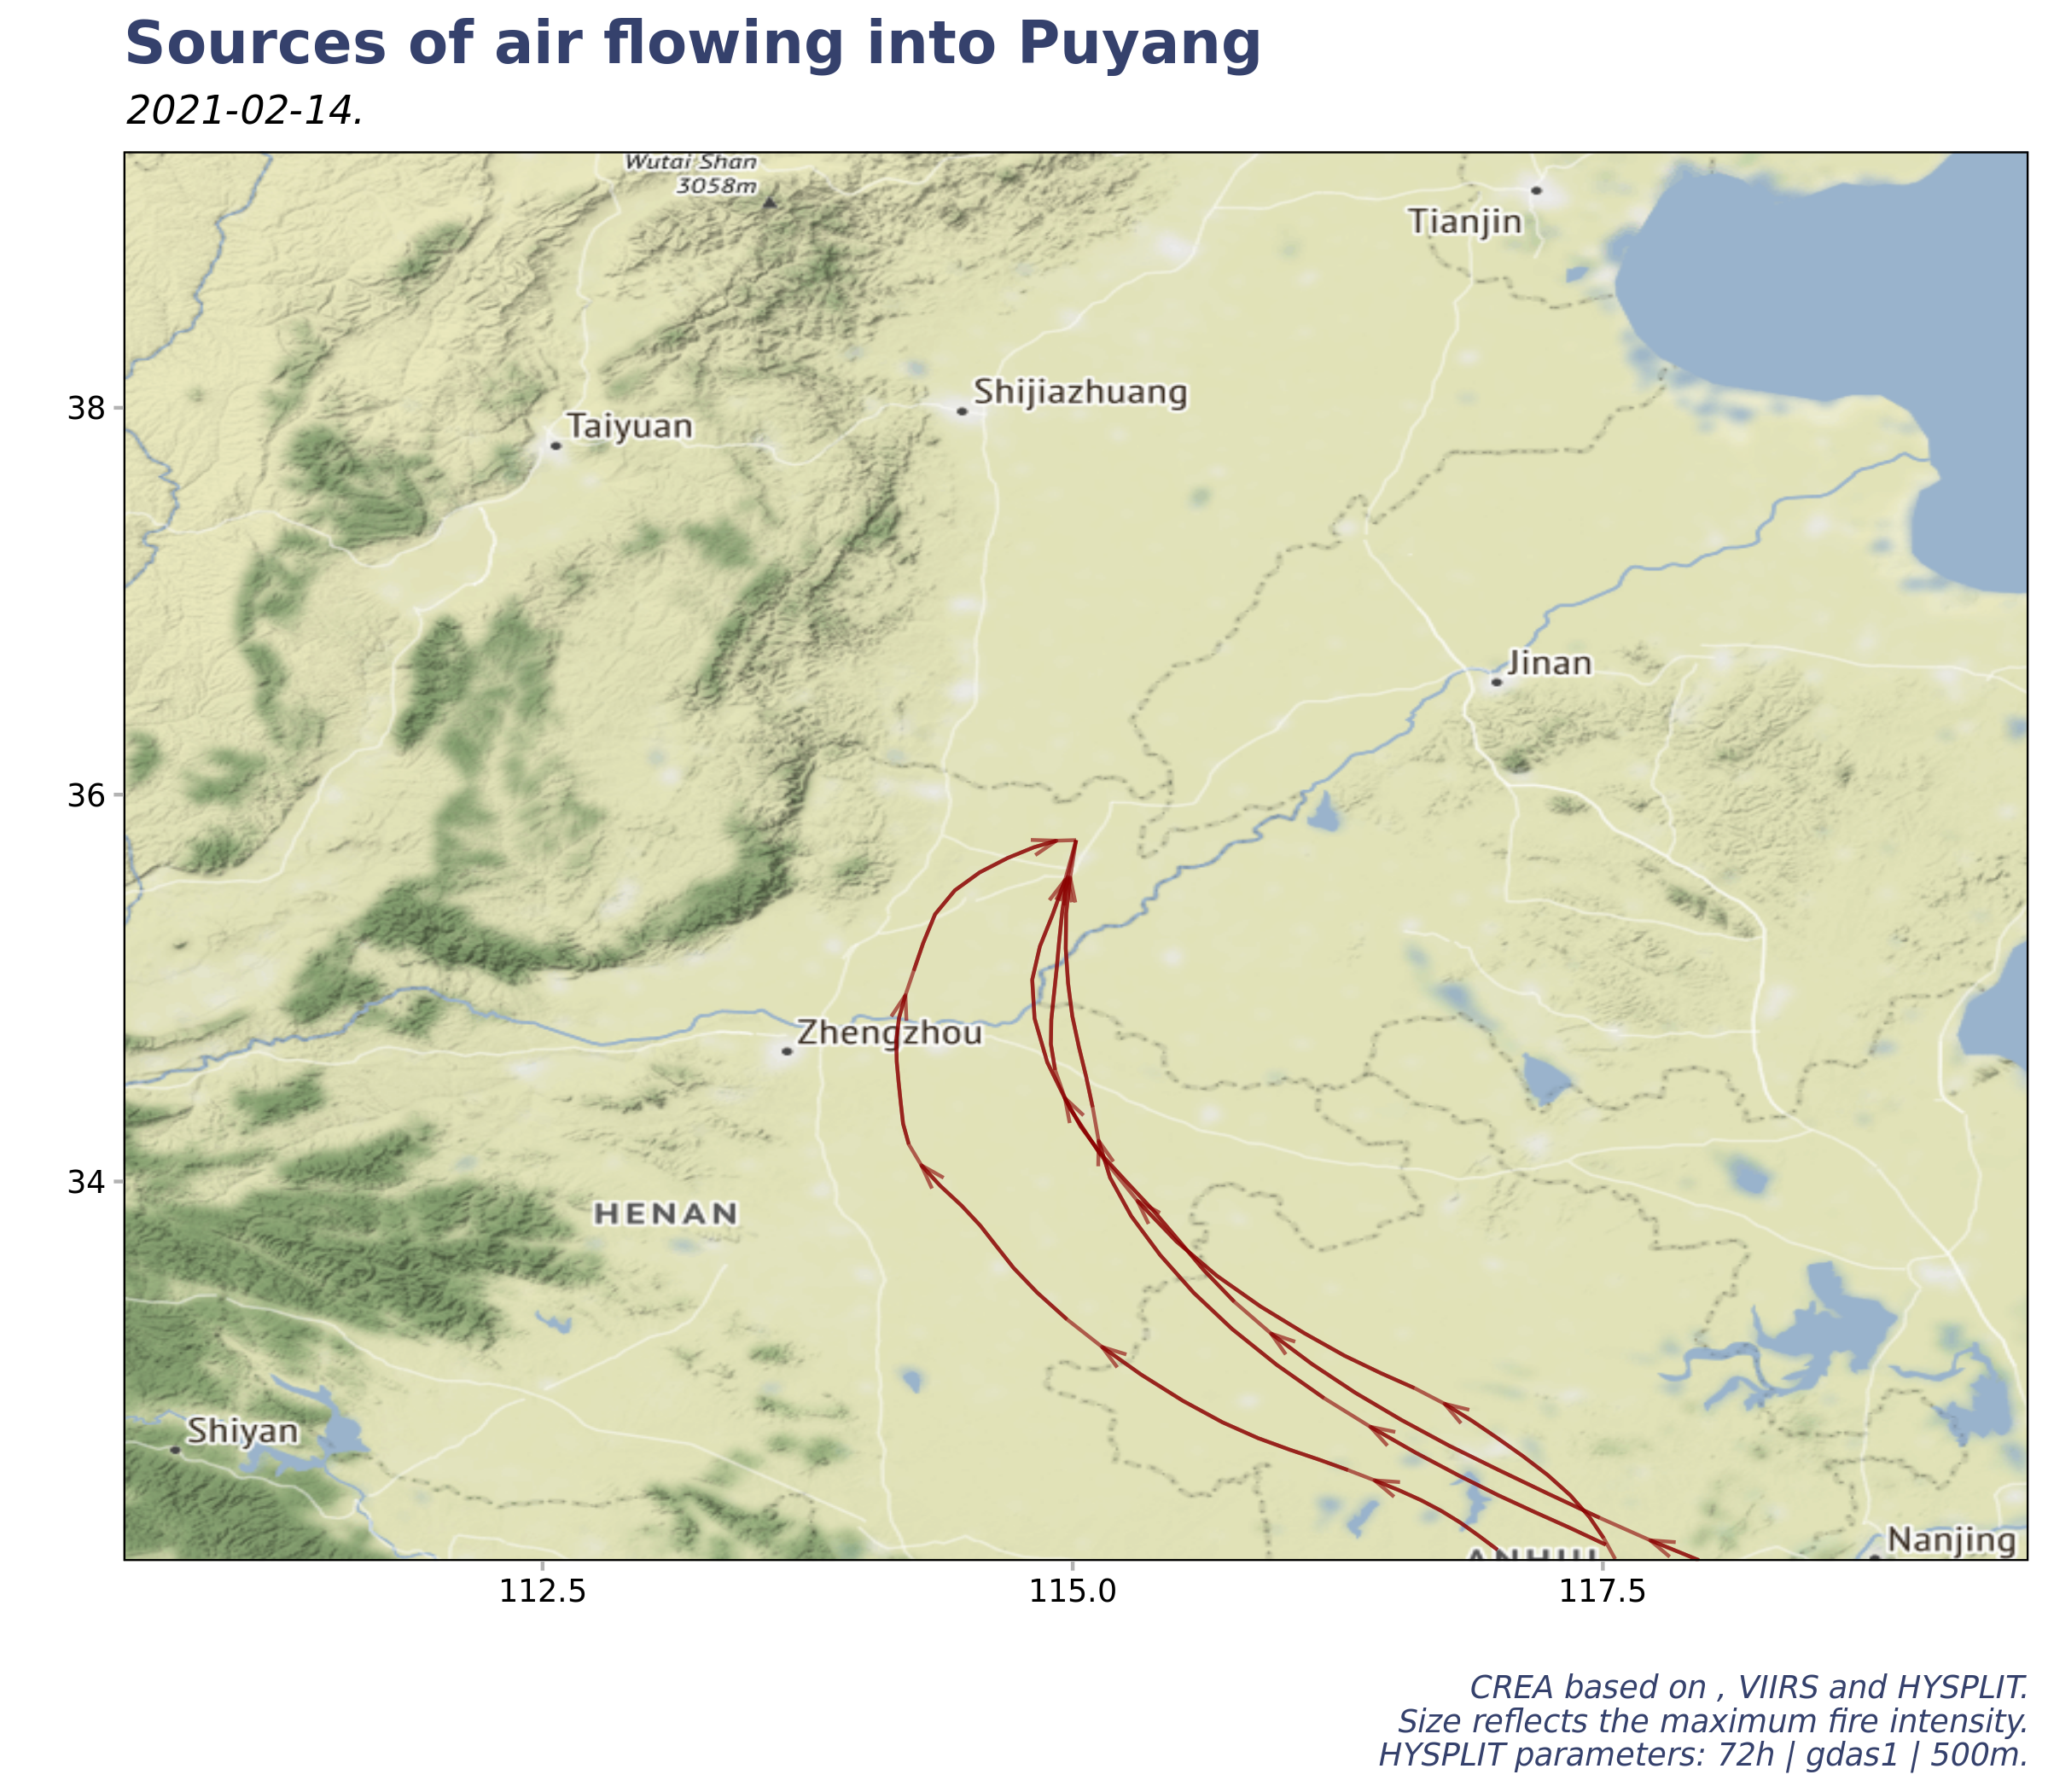 Sources of air flowing into Puyang
2021-02-14.
Wutai Shan
3058m
Tianjin
38
Shijiazhuang
Taiyuan
Jinan
36
Zhengzhou
34
HENAN
Shiyan
Nanjing
ANHUI
112.5
115.0
117.5
CREA based on , VIIRS and HYSPLIT.
Size reflects the maximum fire intensity.
HYSPLIT parameters: 72h | gdas1 | 500m.